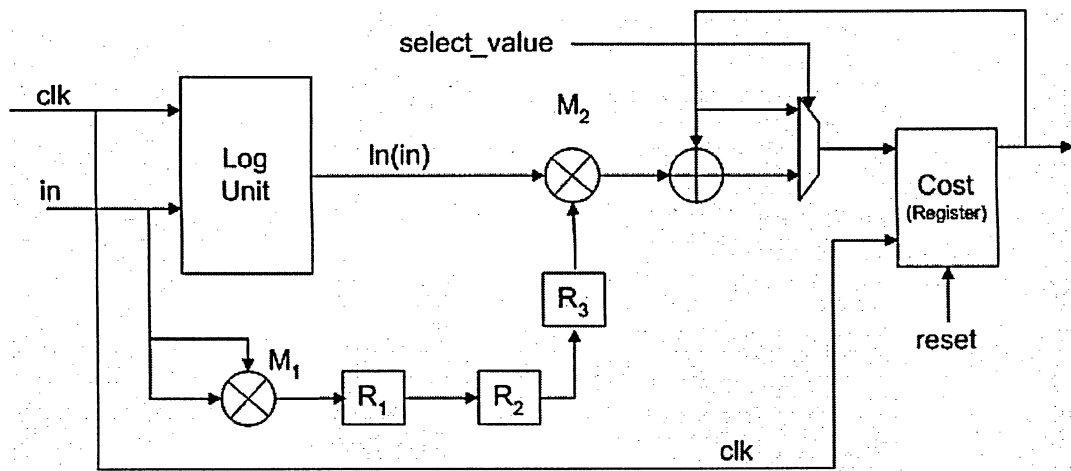 select_value
clk
M2
Log
Unit
ln(in)
in
Cost
(Register)
R3
reset
M1
R1
R2
clk